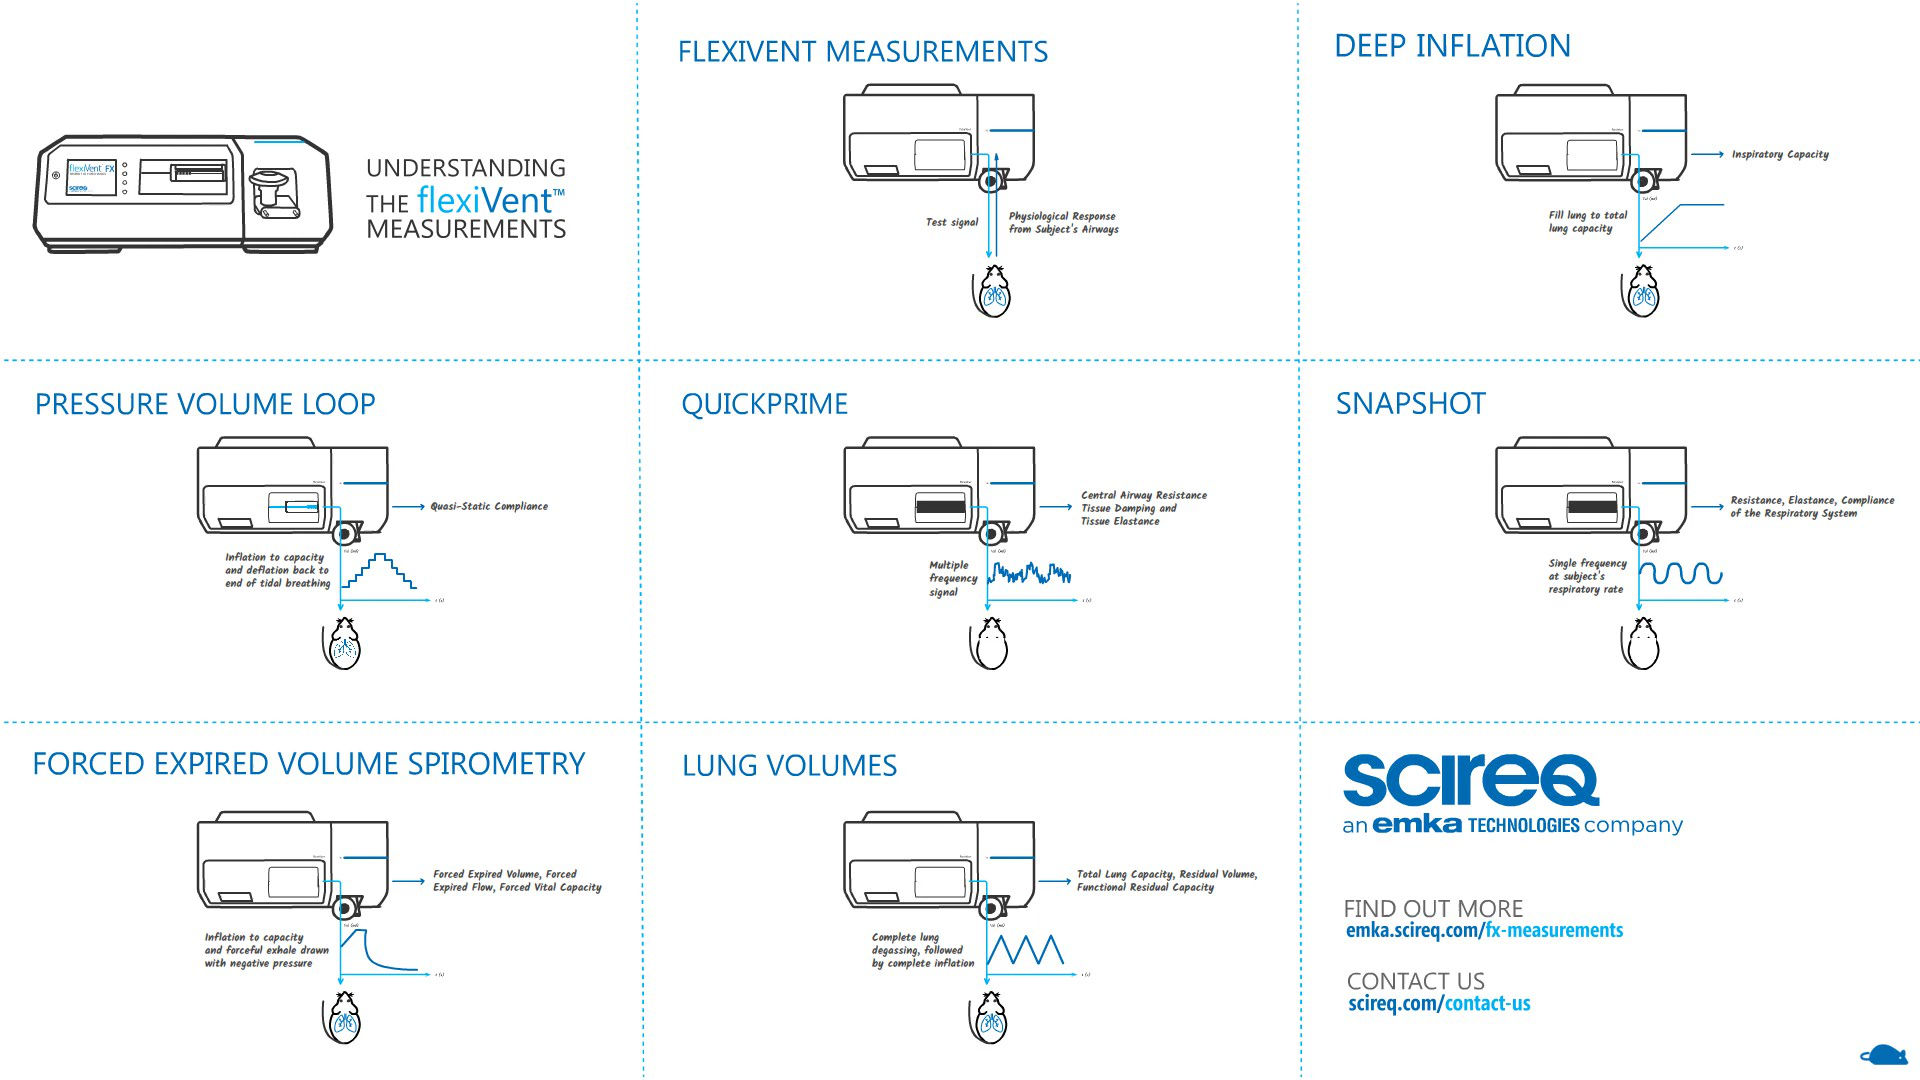 flexiVent FX
scireq
UNDERSTANDING
THE flexiVent™
MEASUREMENTS
FLEXIVENT MEASUREMENTS
Test signal
Physiological Response
from Subject's Airways
DEEP INFLATION
Inspiratory Capacity
Fill lung to total
lung capacity
PRESSURE VOLUME LOOP
Quasi-Static Compliance
Inflation to capacity
and deflation back to
end of tidal breathing
QUICKPRIME
Central Airway Resistance
Tissue Damping and
Tissue Elastance
Multiple
frequency
signal
SNAPSHOT
Resistance, Elastance, Compliance
of the Respiratory System
Single frequency
at subject's
respiratory rate
FORCED EXPIRED VOLUME SPIROMETRY
Forced Expired Volume, Forced
Expired Flow, Forced Vital Capacity
Inflation to capacity
and forceful exhale drawn
with negative pressure
LUNG VOLUMES
Total Lung Capacity, Residual Volume,
Functional Residual Capacity
Complete lung
degassing, followed
by complete inflation
scireq
an emka TECHNOLOGIES company
FIND OUT MORE
emka.scireq.com/fx-measurements
CONTACT US
scireq.com/contact-us